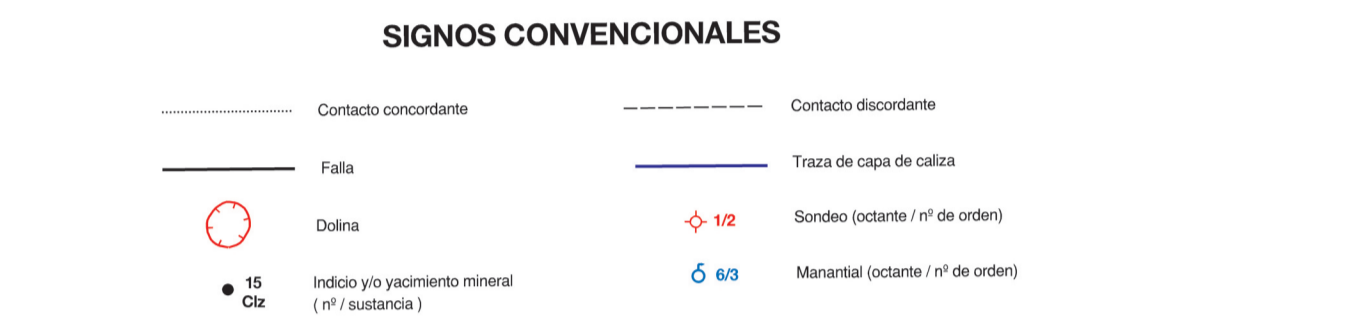 SIGNOS CONVENCIONALES
Contacto concordante
Falla
Dolina
15
Clz
Indicio y/o yacimiento mineral
( nº / sustancia )
Contacto discordante
Traza de capa de caliza
1/2
Sondeo (octante / nº de orden)
6/3
Manantial (octante / nº de orden)